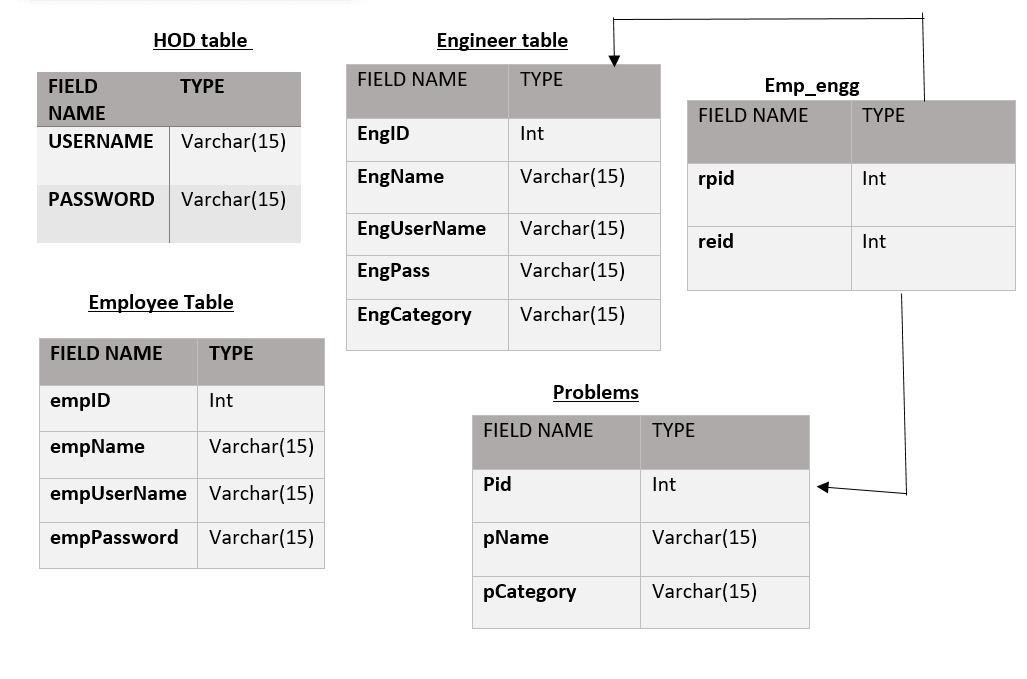 HOD table
FIELD NAME TYPE
USERNAME Varchar(15)
PASSWORD Varchar(15)
Engineer table
FIELD NAME TYPE
EngID Int
EngName Varchar(15)
EngUserName Varchar(15)
EngPass Varchar(15)
EngCategory Varchar(15)
Emp_engg
FIELD NAME TYPE
rpid Int
reid Int
Employee Table
FIELD NAME TYPE
empID Int
empName Varchar(15)
empUserName Varchar(15)
empPassword Varchar(15)
Problems
FIELD NAME TYPE
Pid Int
pName Varchar(15)
pCategory Varchar(15)